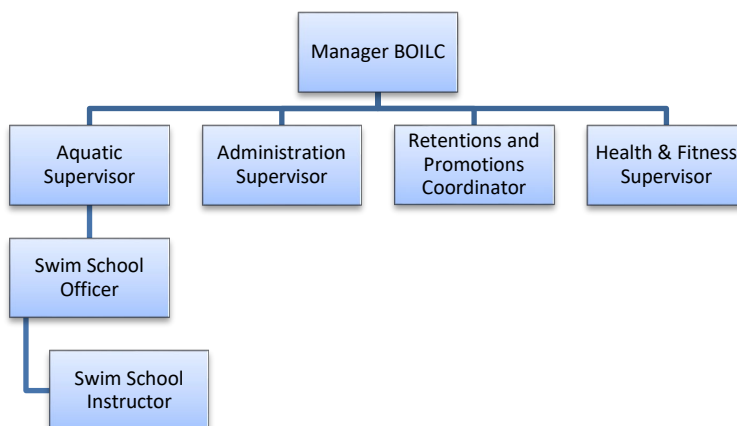 Manager BOILC
Aquatic
Supervisor
Administration
Supervisor
Retentions and
Promotions
Coordinator
Health & Fitness
Supervisor
Swim School
Officer
Swim School
Instructor